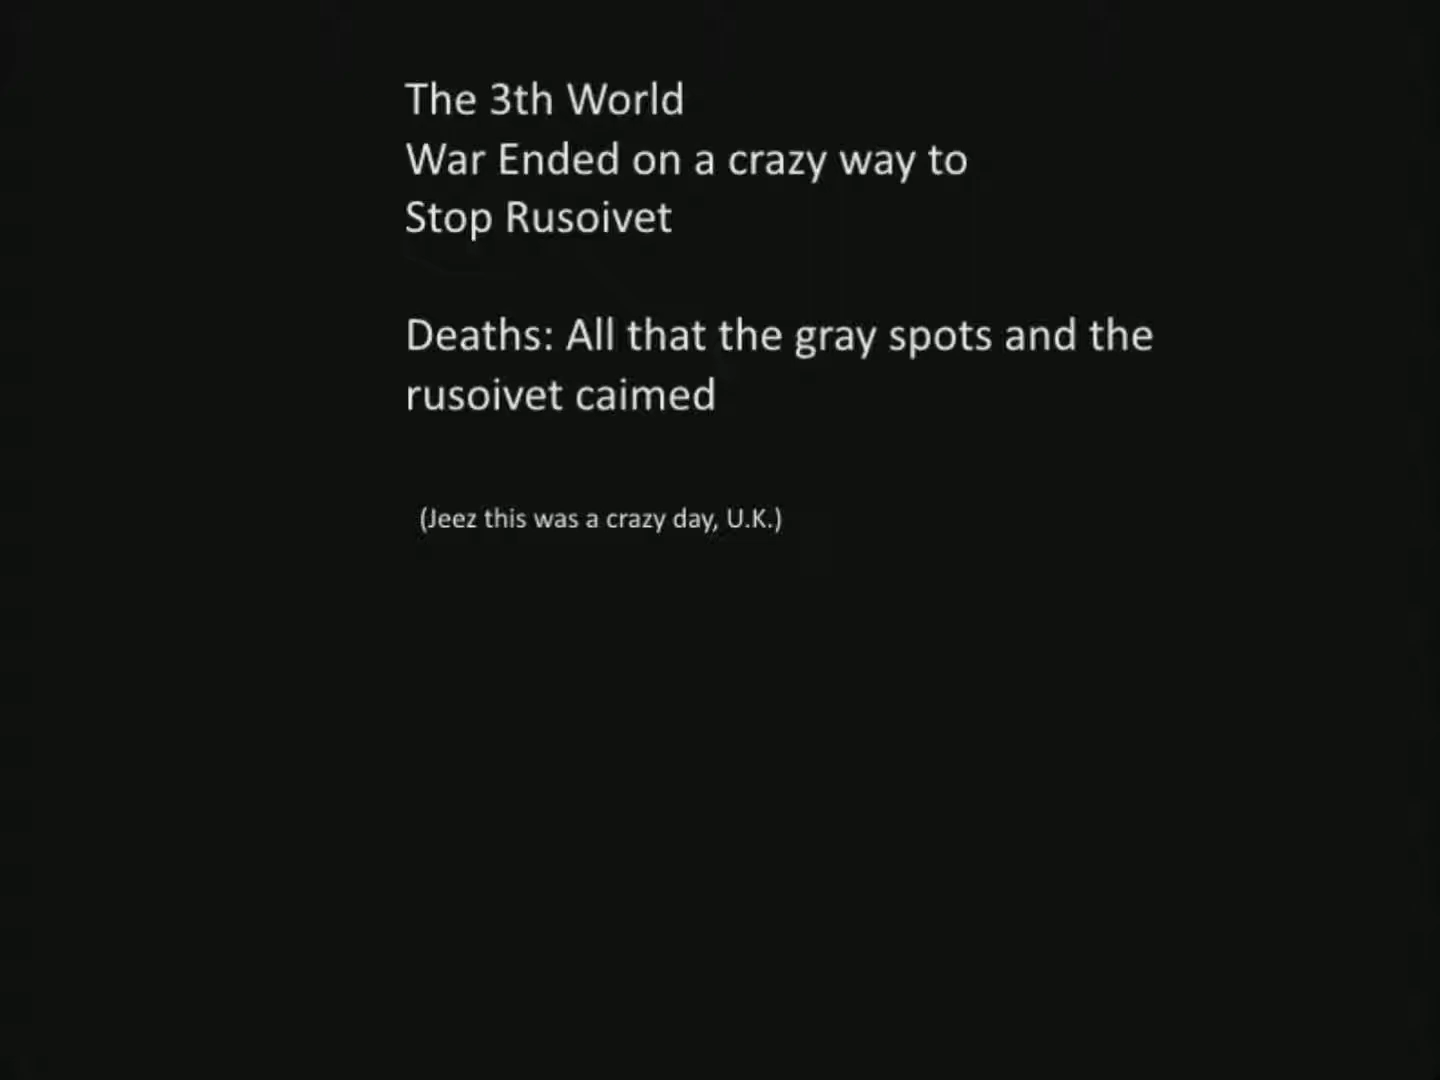 The 3th World
War Ended on a crazy way to
Stop Rusoivet
Deaths: All that the gray spots and the
rusoivet caimed
(Jeez this was a crazy day, U.K.)